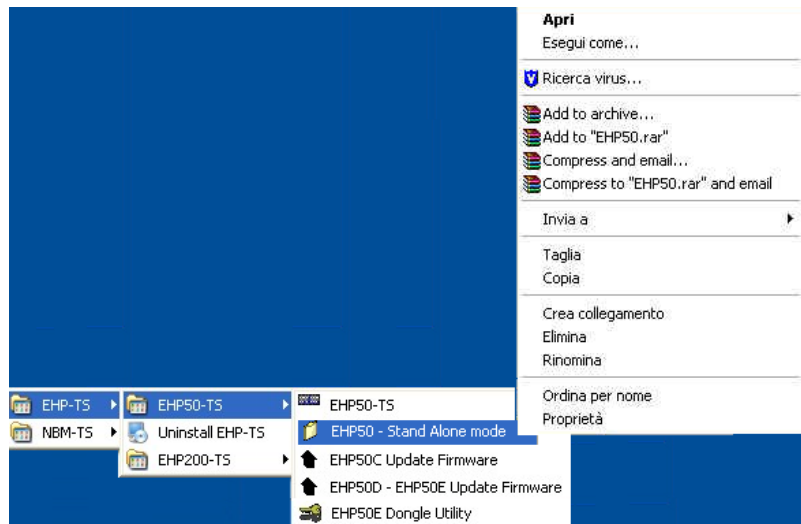 Apri
Esegui come...
Ricerca virus...
Add to archive...
Add to "EHP50.rar"
Compress and email...
Compress to "EHP50.rar" and email
Invia a
Taglia
Copia
Crea collegamento
Elimina
Rinomina
Ordina per nome
Proprietà
EHP-TS
NBM-TS
EHP50-TS
Uninstall EHP-TS
EHP200-TS
EHP50-TS
EHP50 - Stand Alone mode
EHP50C Update Firmware
EHP50D - EHP50E Update Firmware
EHP50E Dongle Utility